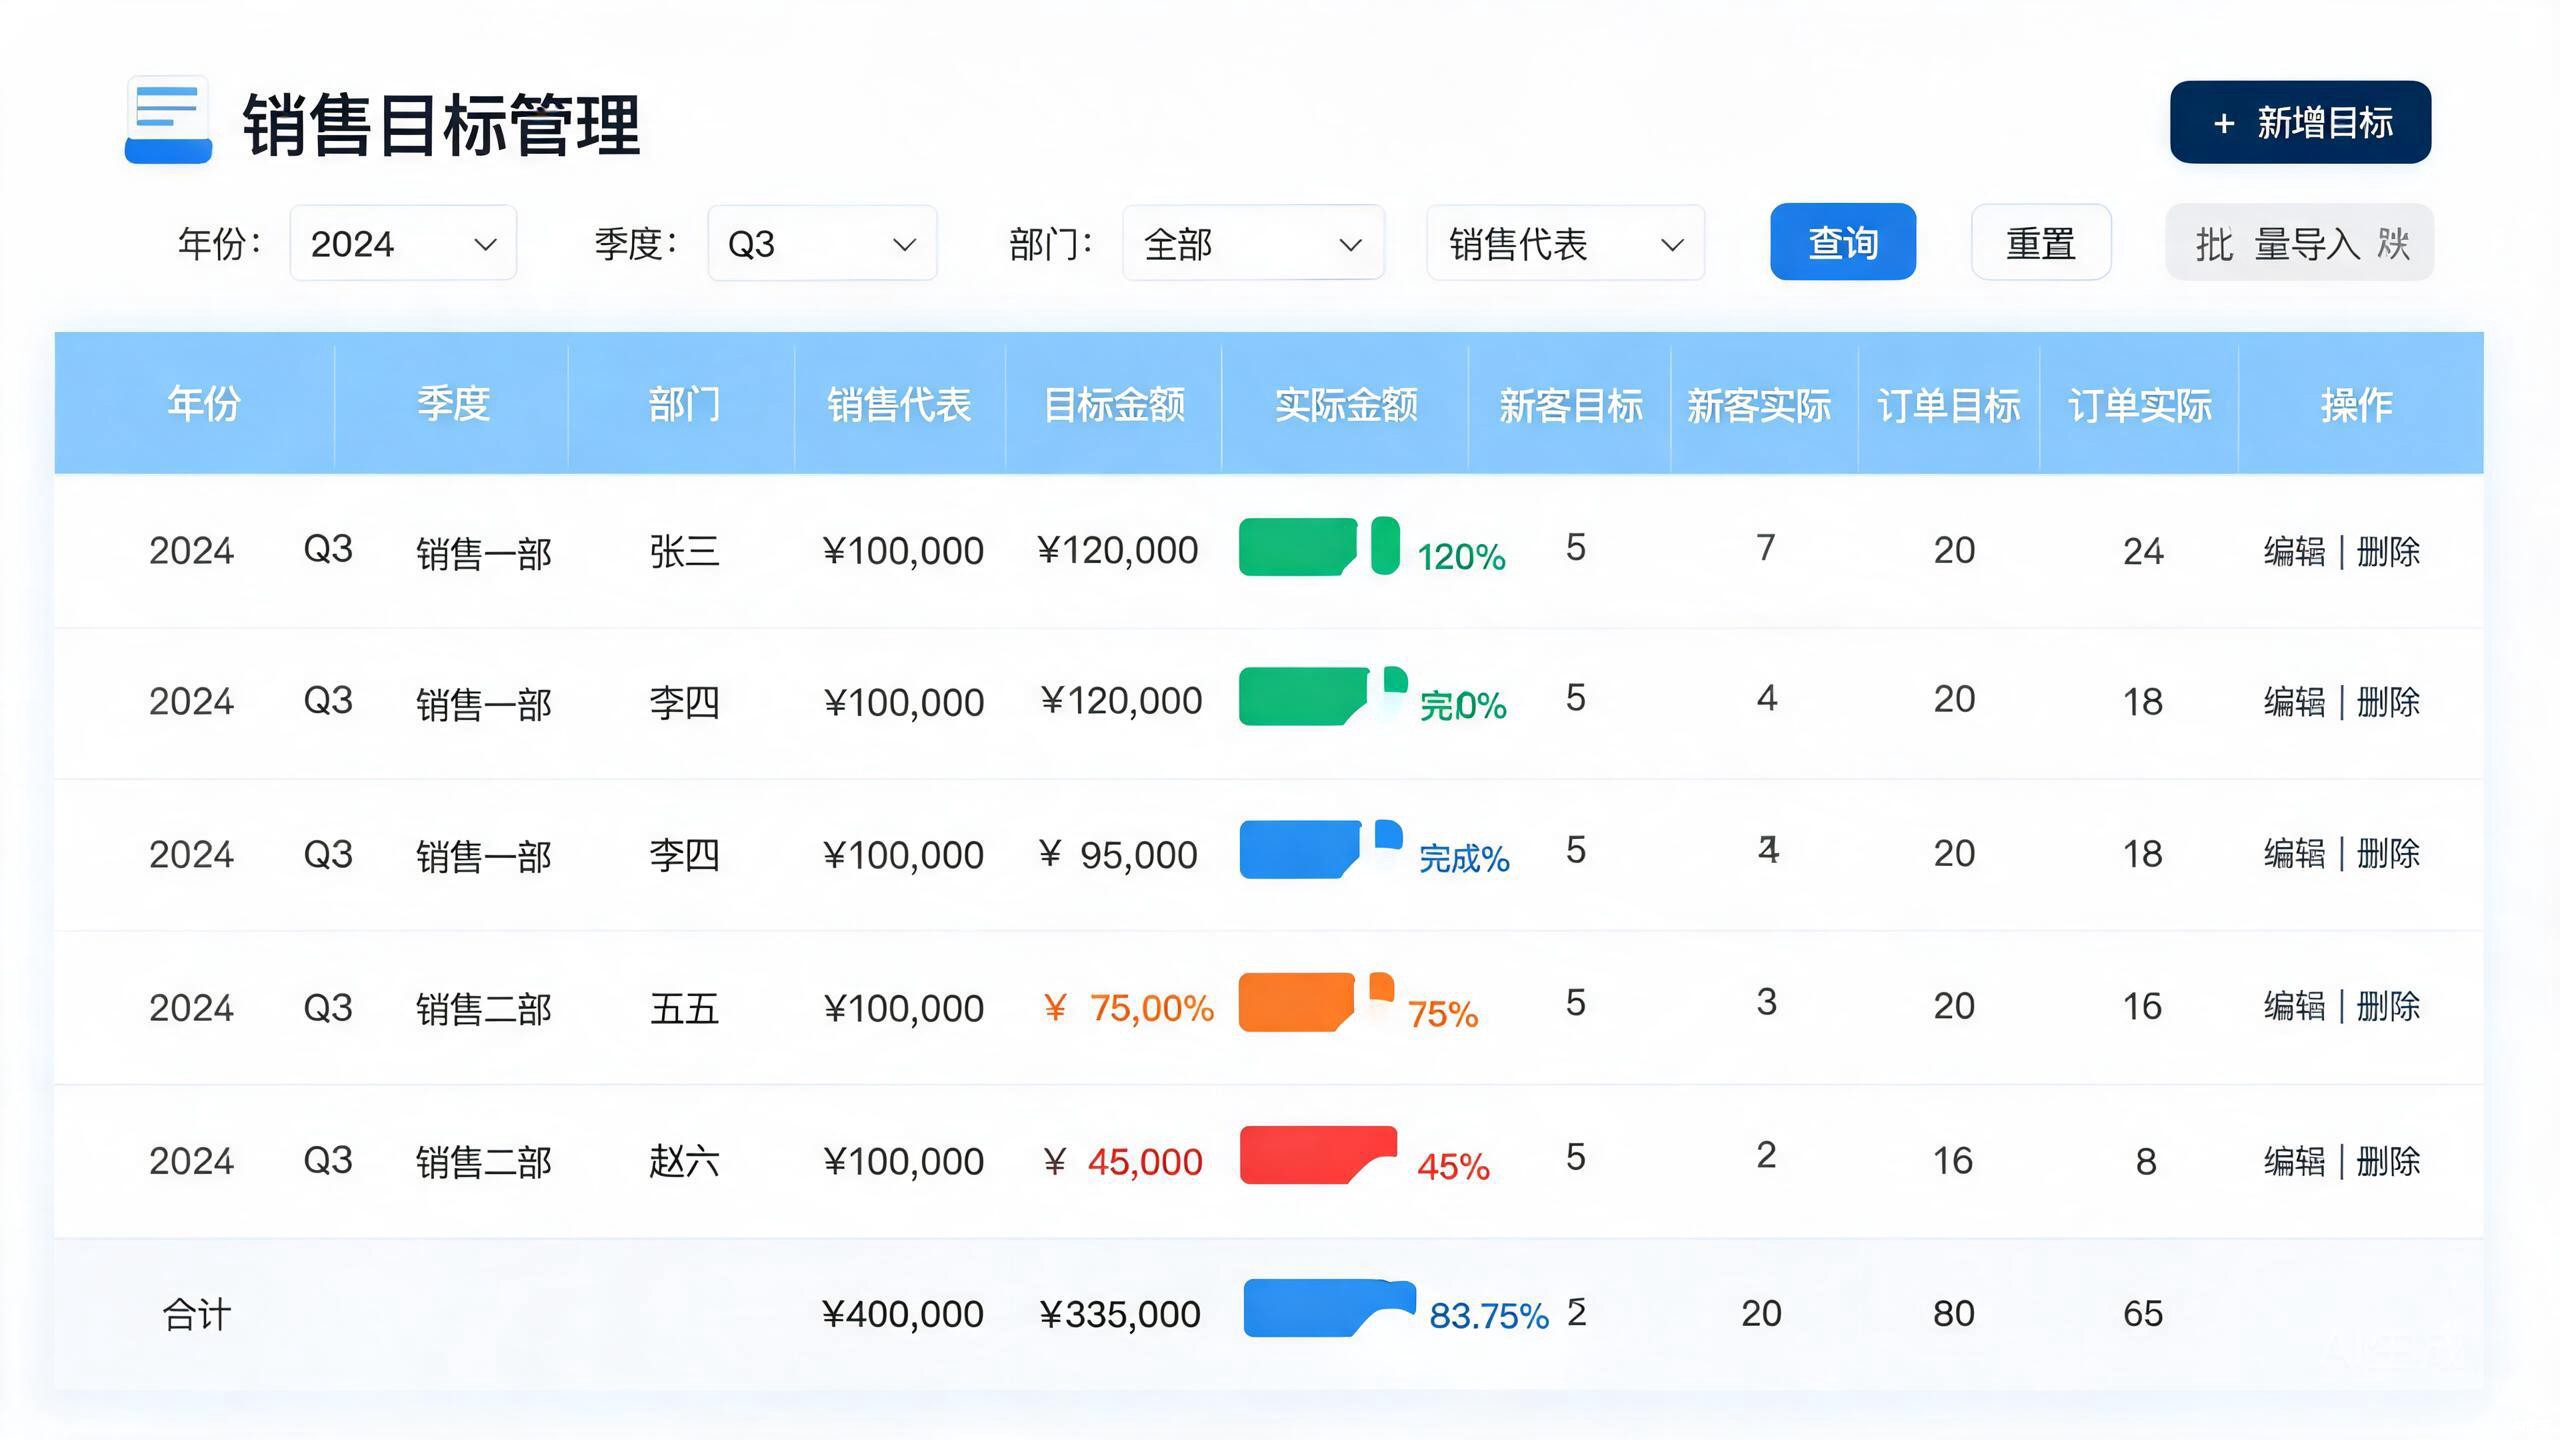 销售目标管理
+ 新增目标
年份： 2024 季度： Q3 部门： 全部 销售代表 查询 重置 批 量导入
年份 季度 部门 销售代表 目标金额 实际金额 新客目标 新客实际 订单目标 订单实际 操作
2024 Q3 销售一部 张三 ¥100,000 ¥120,000 120% 5 7 20 24 编辑 | 删除
2024 Q3 销售一部 李四 ¥100,000 ¥120,000 5 4 20 18 编辑 | 删除
2024 Q3 销售一部 李四 ¥100,000 ¥ 95,000 完成% 5 20 18 编辑 | 删除
2024 Q3 销售二部 五五 ¥100,000 ¥ 75,00% 75% 5 3 20 16 编辑 | 删除
2024 Q3 销售二部 赵六 ¥100,000 ¥ 45,000 45% 5 2 16 8 编辑 | 删除
合计 ¥400,000 ¥335,000 83.75% 2 20 80 65